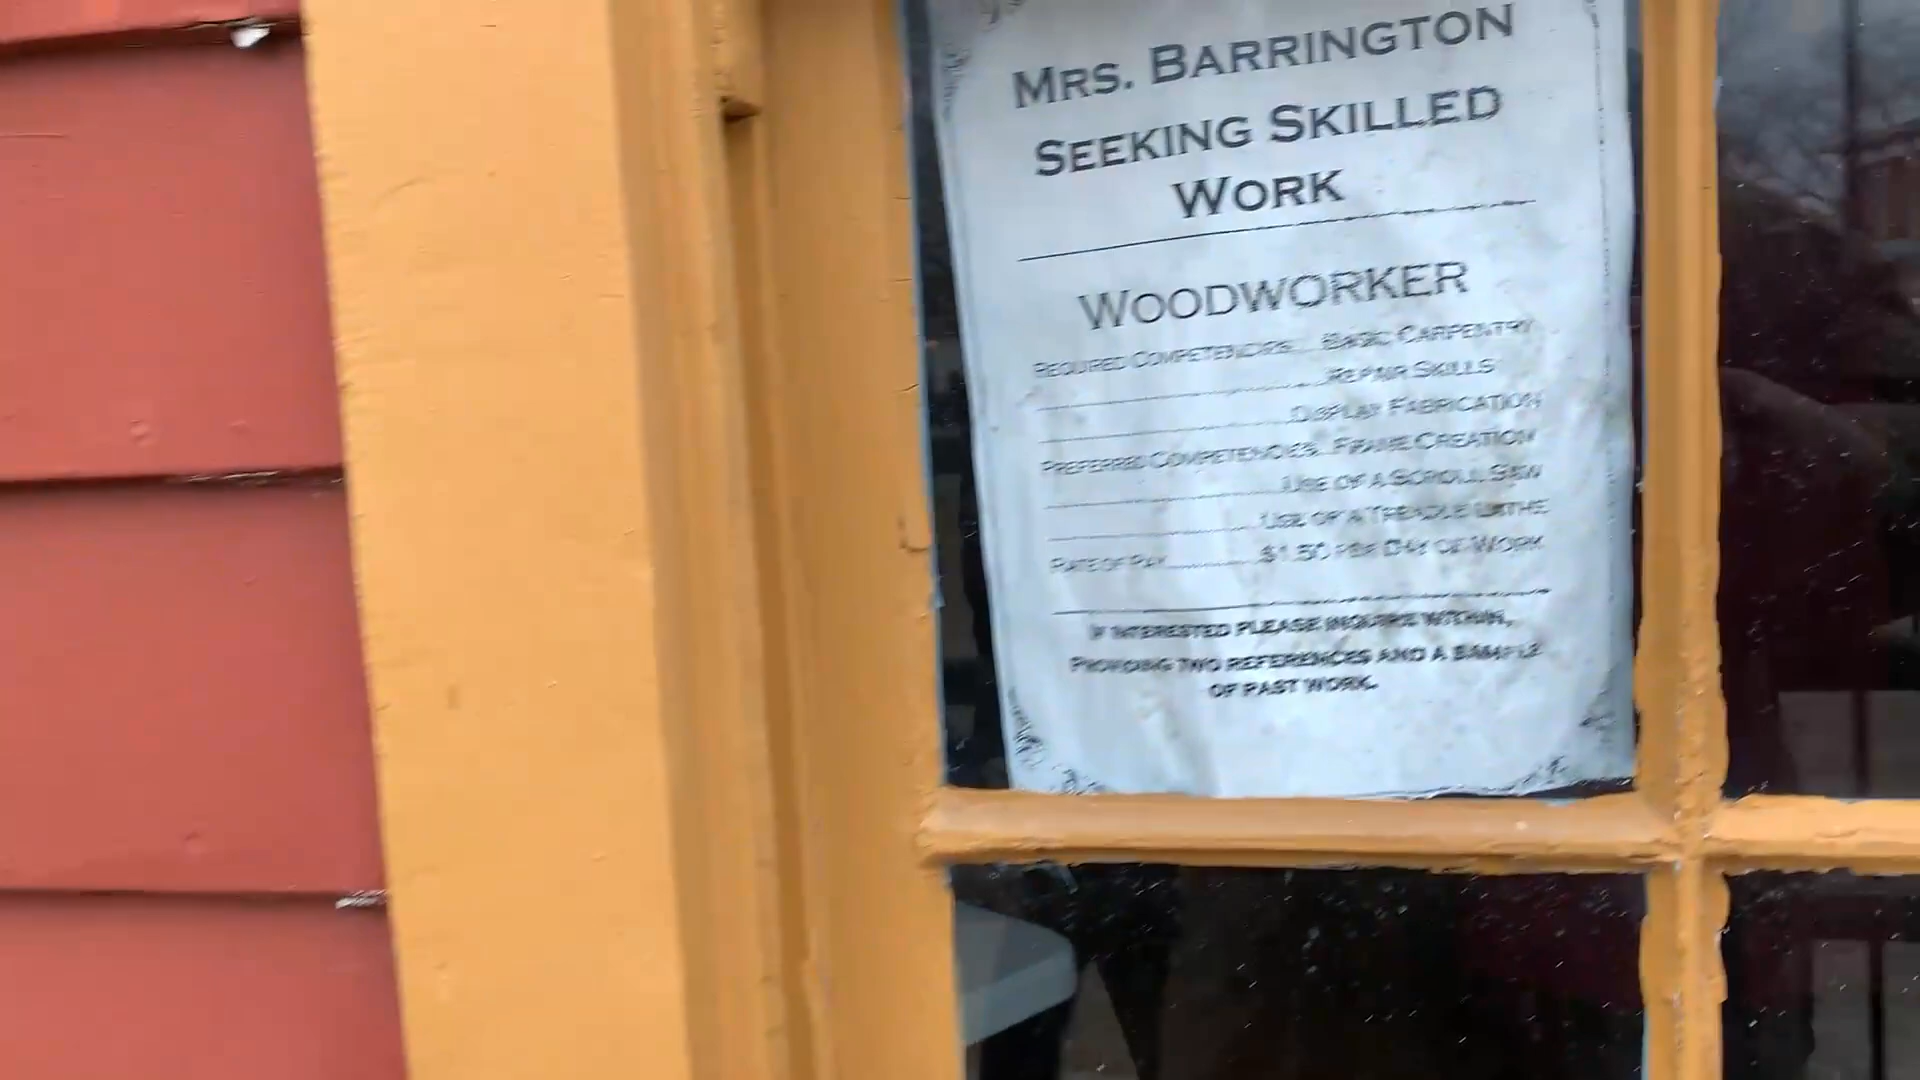 MRS. BARRINGTON
SEEKING SKILLED
WORK
WOODWORKER
REQUIRED COMPETENCIES....BASIC CARPENTRY
....REPAIR SKILLS
....DISPLAY FABRICATION
PREFERRED COMPETENCIES...FRAME CREATION
....USE OF A SCROLL SAW
....USE OF A TREADLE LATHE
RATE OF PAY....$1.50 PER DAY OF WORK
IF INTERESTED PLEASE INQUIRE WITHIN,
PROVIDING TWO REFERENCES AND A SAMPLE
OF PAST WORK.